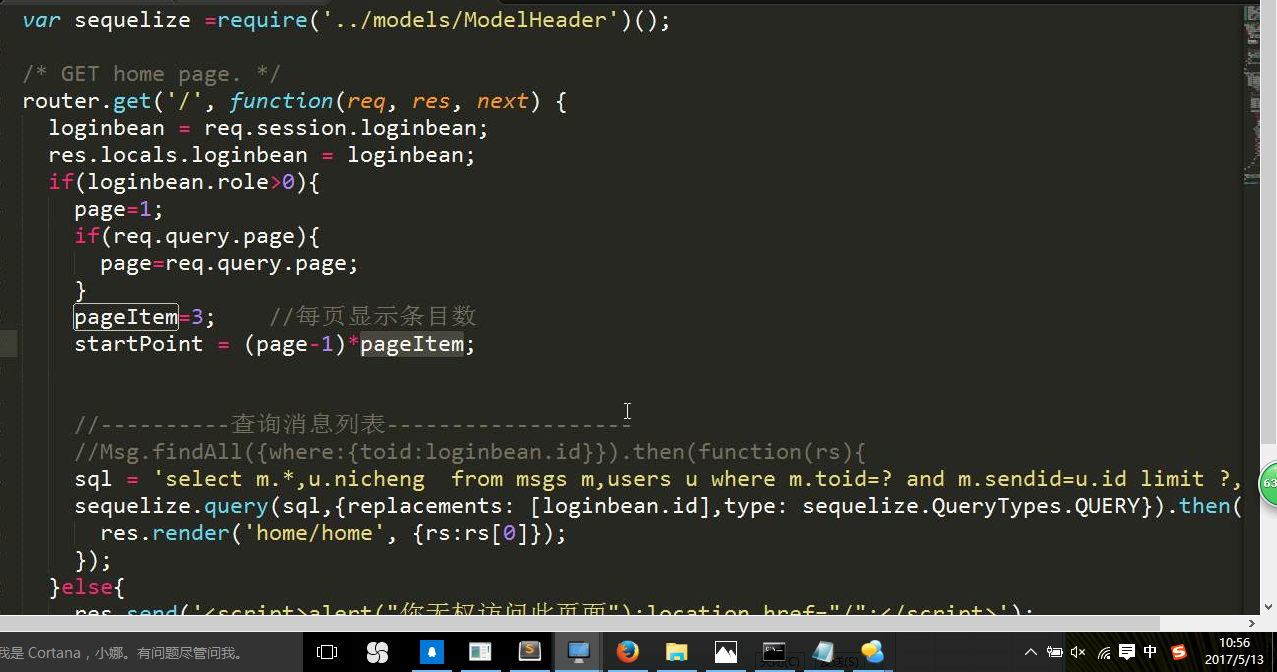 var sequelize =require('../models/ModelHeader')();
/* GET home page. */
router.get('/', function(req, res, next) {
loginbean = req.session.loginbean;
res.locals.loginbean = loginbean;
if(loginbean.role>0){
page=1;
if(req.query.page){
page=req.query.page;
}
pageItem=3; //每页显示条目数
startPoint = (page-1)*pageItem;
//----------查询消息列表-------------------
//Msg.findAll({where:{toid:loginbean.id}}).then(function(rs){
sql = 'select m.*,u.nicheng from msgs m,users u where m.toid=? and m.sendid=u.id limit ?,
sequelize.query(sql,{replacements: [loginbean.id],type: sequelize.QueryTypes.QUERY}).then(
res.render('home/home', {rs:rs[0]});
});
}else{
res.send('<script>alert("你无权访问此页面");location.href="/";</script>');
63
我是 Cortana，小娜。有问题尽管问我。
中
10:56
2017/5/13